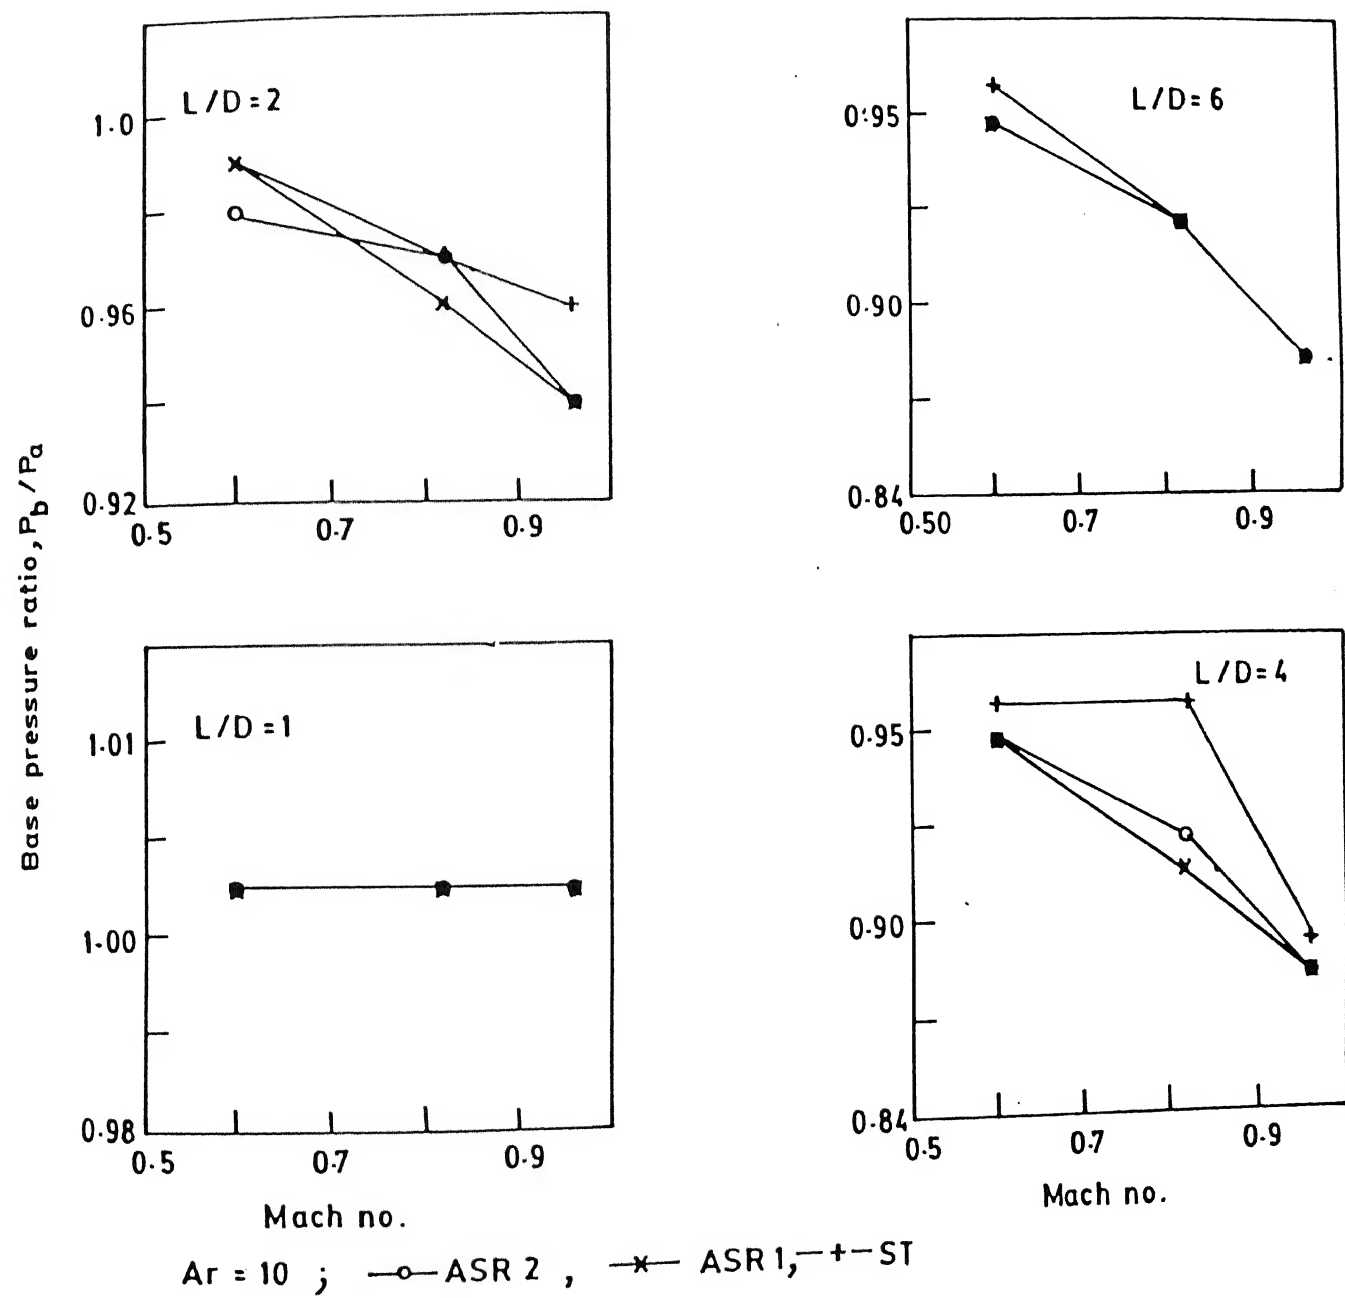 L/D=2
1.0
0.96
0.92
0.5 0.7 0.9
L/D=6
0.95
0.90
0.84
0.50 0.7 0.9
Base pressure ratio, Pb/Pa
L/D=1
1.01
1.00
0.98
0.5 0.7 0.9
Mach no.
L/D=4
0.95
0.90
0.84
0.5 0.7 0.9
Mach no.
Ar = 10 ; —o— ASR 2 , —x— ASR 1, —+— ST